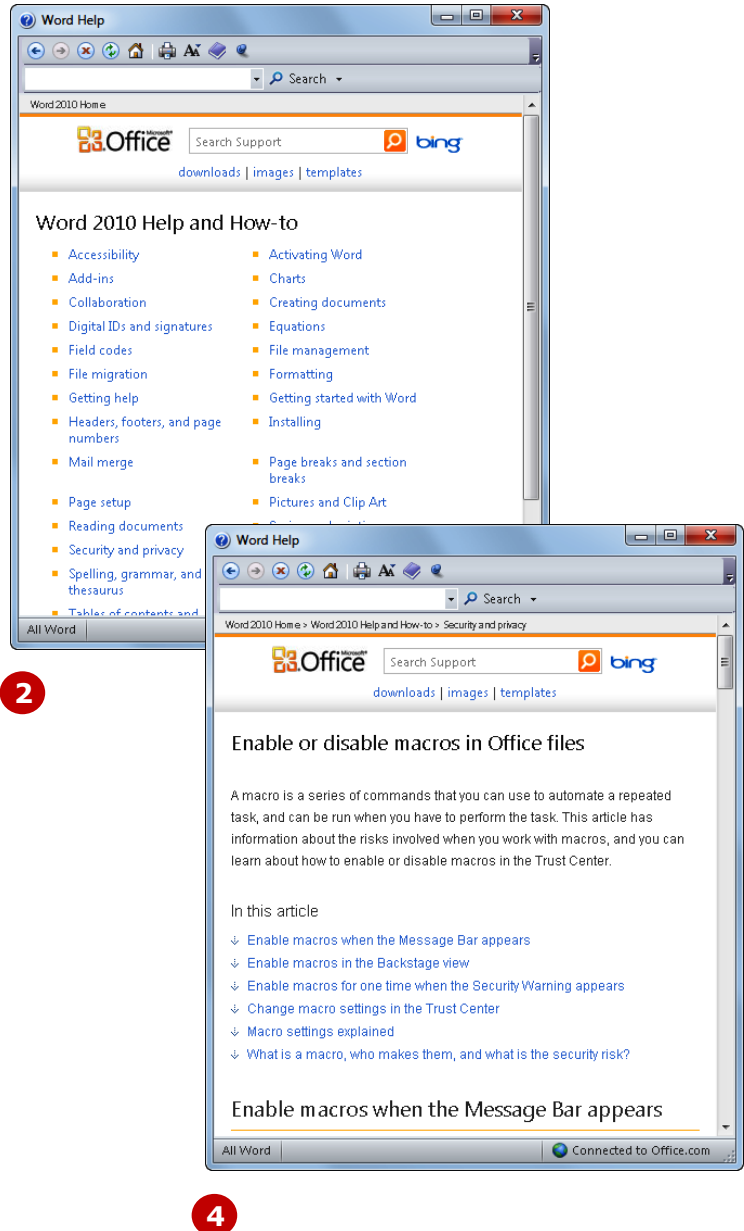 Word Help
Search
Word 2010 Home
Microsoft
Office
Search Support
bing
downloads | images | templates
Word 2010 Help and How-to
Accessibility
Activating Word
Add-ins
Charts
Collaboration
Creating documents
Digital IDs and signatures
Equations
Field codes
File management
File migration
Formatting
Getting help
Getting started with Word
Headers, footers, and page
numbers
Installing
Mail merge
Page breaks and section
breaks
Page setup
Pictures and Clip Art
Reading documents
Security and privacy
Spelling, grammar, and
thesaurus
Tables of contents and
All Word
2
Word Help
Search
Word 2010 Home > Word 2010 Help and How-to > Security and privacy
Microsoft
Office
Search Support
bing
downloads | images | templates
Enable or disable macros in Office files
A macro is a series of commands that you can use to automate a repeated
task, and can be run when you have to perform the task. This article has
information about the risks involved when you work with macros, and you can
learn about how to enable or disable macros in the Trust Center.
In this article
Enable macros when the Message Bar appears
Enable macros in the Backstage view
Enable macros for one time when the Security Warning appears
Change macro settings in the Trust Center
Macro settings explained
What is a macro, who makes them, and what is the security risk?
Enable macros when the Message Bar appears
All Word
Connected to Office.com
4